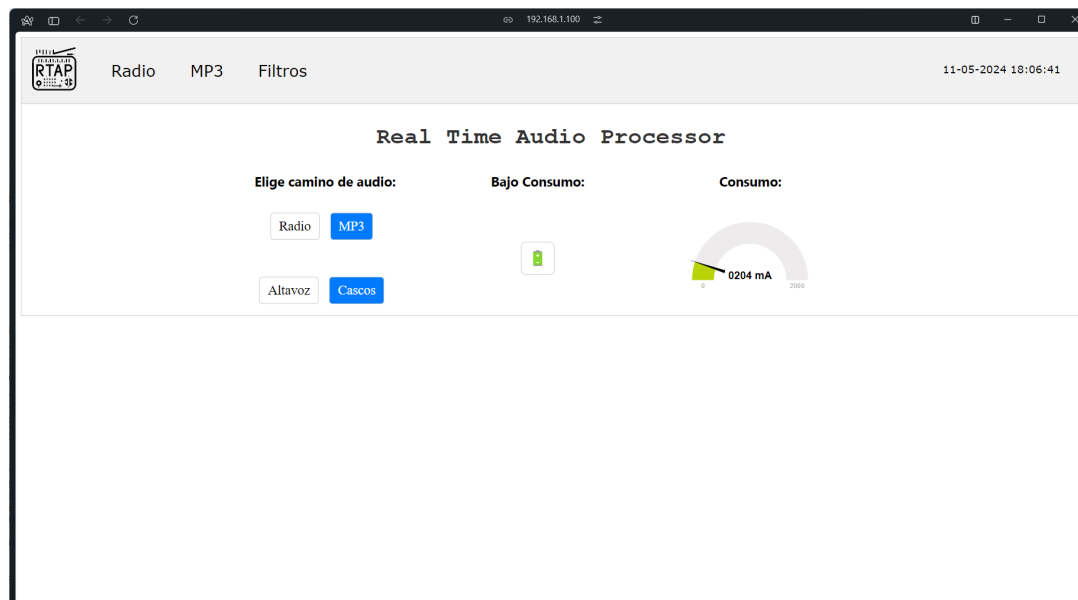 192.168.1.100
RTAP
Radio MP3 Filtros
11-05-2024 18:06:41
Real Time Audio Processor
Elige camino de audio: Bajo Consumo: Consumo:
Radio MP3
0204 mA
0 2000
Altavoz Cascos